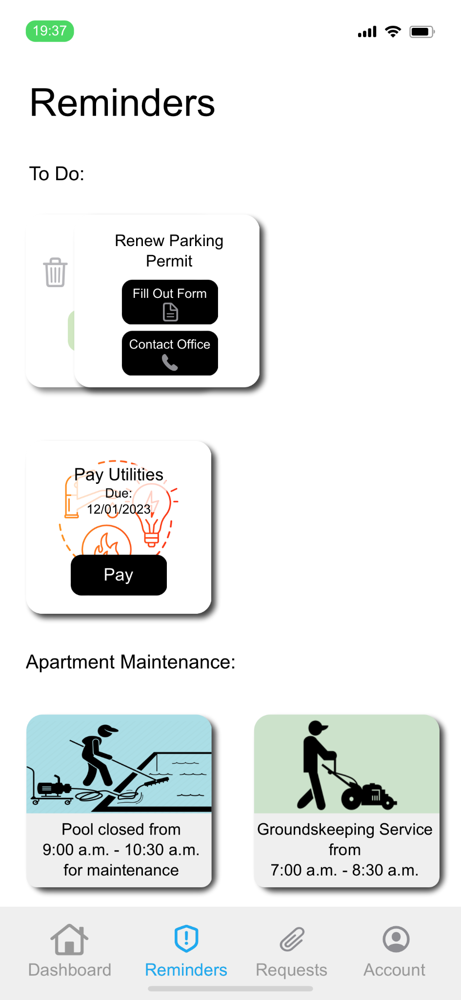 19:37
Reminders
To Do:
Renew Parking
Permit
Fill Out Form
Contact Office
Pay Utilities
Due:
12/01/2023
Pay
Apartment Maintenance:
Pool closed from
9:00 a.m. - 10:30 a.m.
for maintenance
Groundskeeping Service
from
7:00 a.m. - 8:30 a.m.
Dashboard
Reminders
Requests
Account